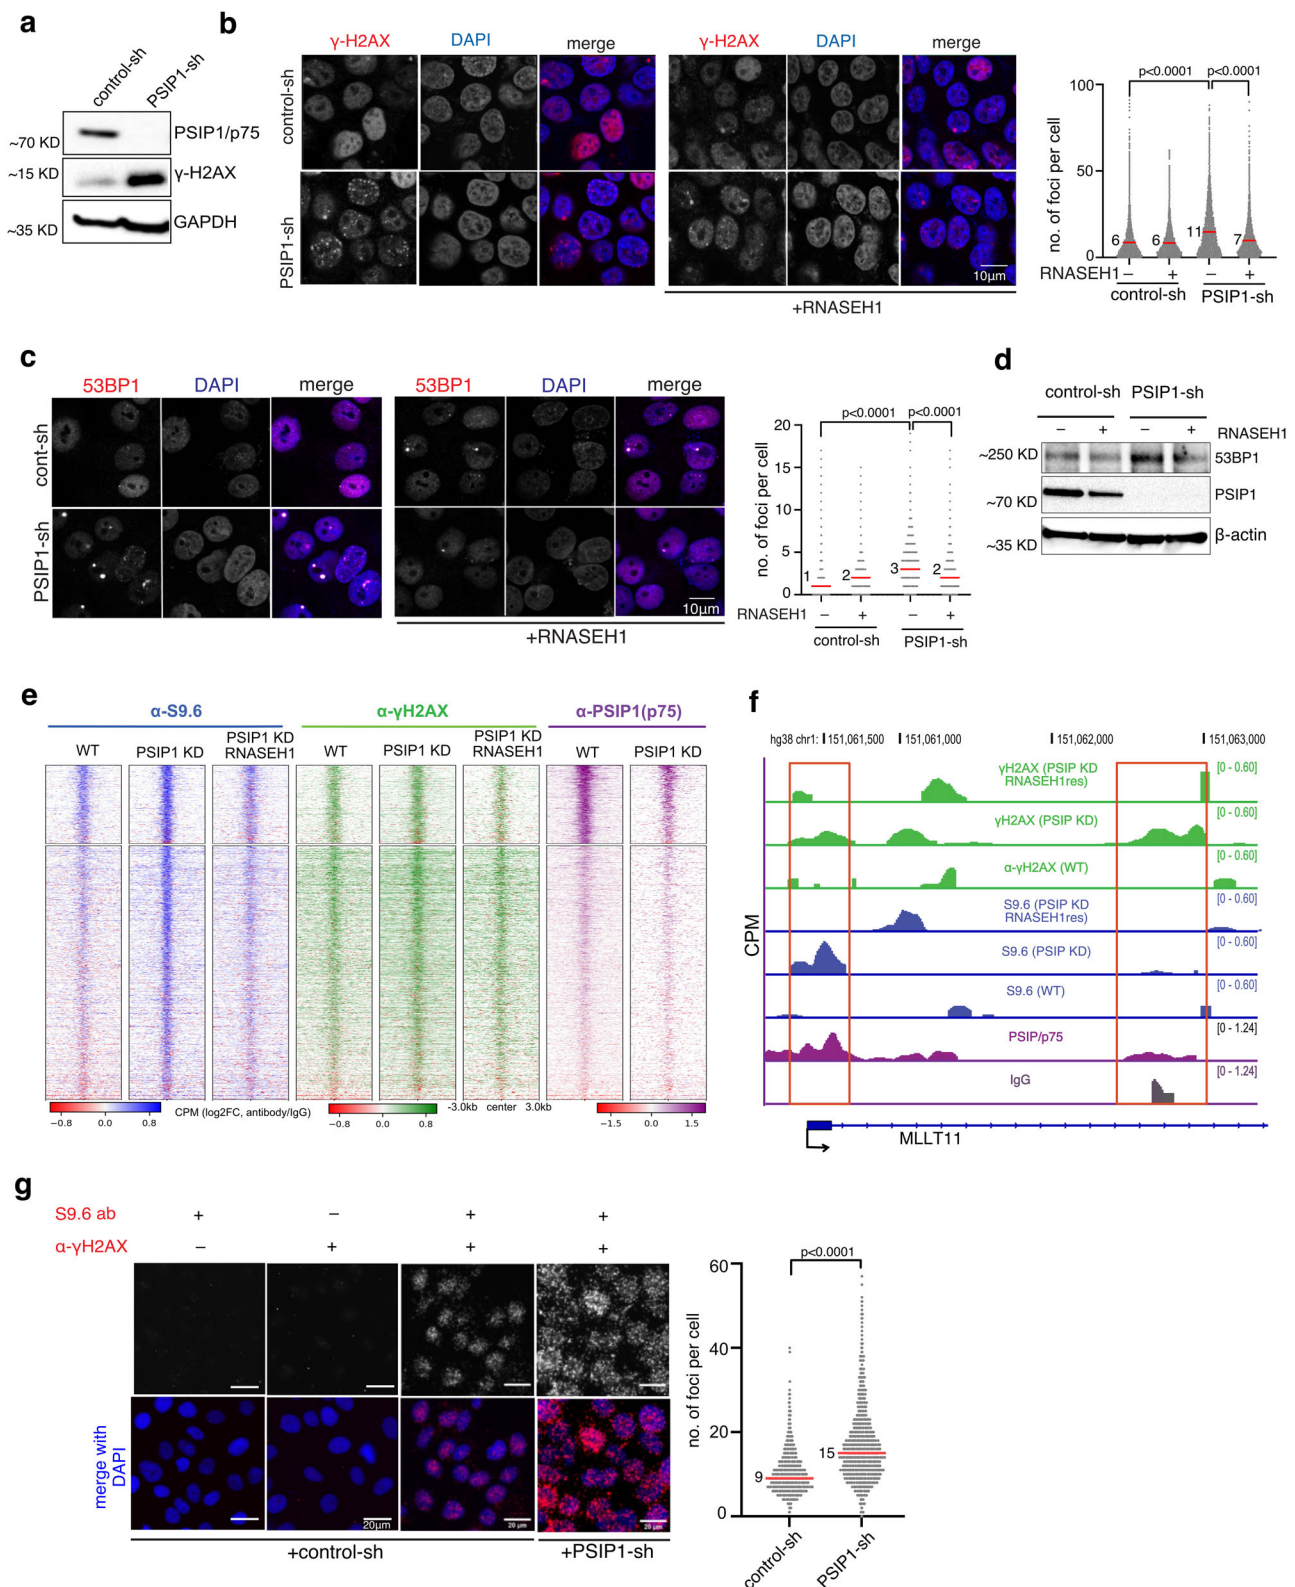 a
control-sh
PSIP1-sh
~70 KD
PSIP1/p75
~15 KD
γ-H2AX
~35 KD
GAPDH
b
γ-H2AX DAPI merge γ-H2AX DAPI merge
control-sh
PSIP1-sh
10μm
+RNASEH1
no. of foci per cell
100
50
0
p<0.0001 p<0.0001
6 6 11 7
RNASEH1 – + – +
control-sh PSIP1-sh
c
53BP1 DAPI merge 53BP1 DAPI merge
cont-sh
PSIP1-sh
10μm
+RNASEH1
no. of foci per cell
20
15
10
5
0
p<0.0001 p<0.0001
1 2 3 2
RNASEH1 – + – +
control-sh PSIP1-sh
d
control-sh PSIP1-sh
– + – + RNASEH1
~250 KD 53BP1
~70 KD PSIP1
~35 KD β-actin
e
α-S9.6 α-γH2AX α-PSIP1(p75)
WT PSIP1 KD PSIP1 KD RNASEH1 WT PSIP1 KD PSIP1 KD RNASEH1 WT PSIP1 KD
CPM (log2FC, antibody/IgG) -3.0kb center 3.0kb
−0.8 0.0 0.8 −0.8 0.0 0.8 −1.5 0.0 1.5
f
hg38 chr1: 151,061,500 151,061,000 151,062,000 151,063,000
CPM
γH2AX (PSIP KD [0 - 0.60]
RNASEH1res)
γH2AX (PSIP KD) [0 - 0.60]
α-γH2AX (WT) [0 - 0.60]
S9.6 (PSIP KD [0 - 0.60]
RNASEH1res)
S9.6 (PSIP KD) [0 - 0.60]
S9.6 (WT) [0 - 0.60]
PSIP/p75 [0 - 1.24]
IgG [0 - 1.24]
MLLT11
g
S9.6 ab + – + +
α-γH2AX – + + +
merge with
DAPI
20μm 20 μm 20 μm
+control-sh +PSIP1-sh
no. of foci per cell
60
40
20
0
p<0.0001
9 15
control-sh
PSIP1-sh